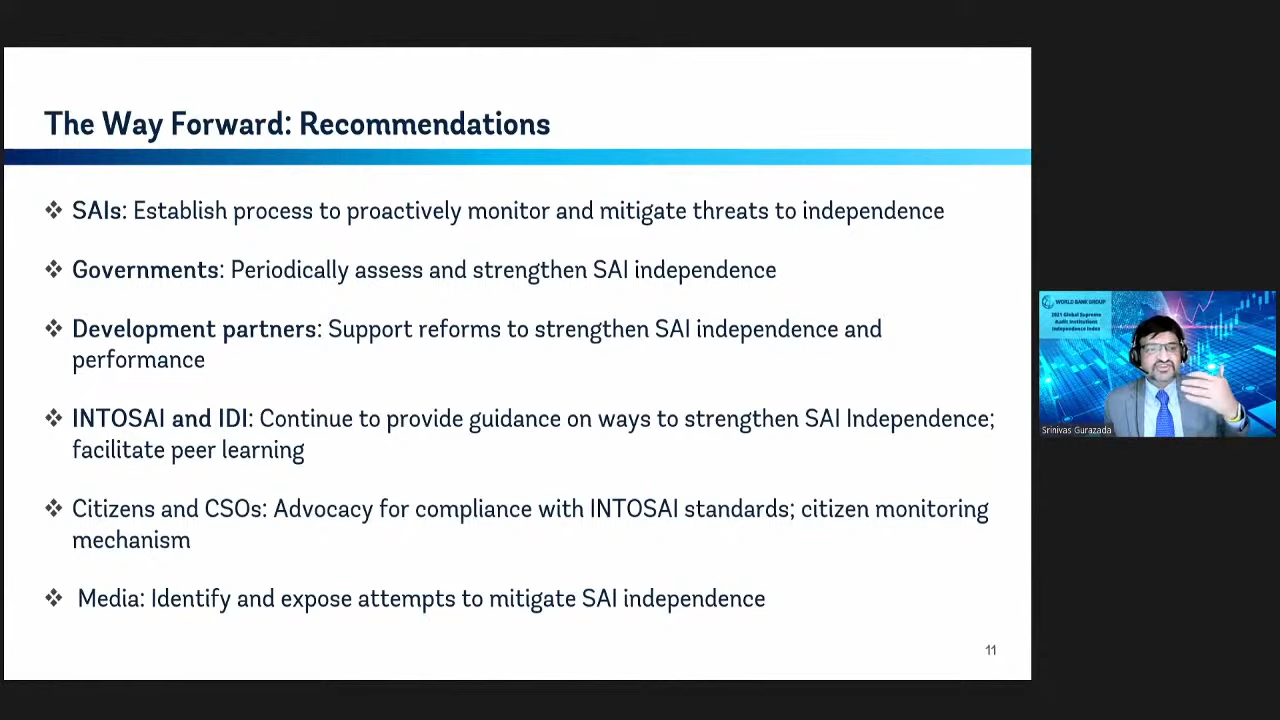 The Way Forward: Recommendations
❖ SAIs: Establish process to proactively monitor and mitigate threats to independence
❖ Governments: Periodically assess and strengthen SAI independence
❖ Development partners: Support reforms to strengthen SAI independence and
performance
❖ INTOSAI and IDI: Continue to provide guidance on ways to strengthen SAI Independence;
facilitate peer learning
❖ Citizens and CSOs: Advocacy for compliance with INTOSAI standards; citizen monitoring
mechanism
❖ Media: Identify and expose attempts to mitigate SAI independence
11
WORLD BANK GROUP
2021 Global Supreme
Audit Institutions
Independence Index
Srinivas Gurazada